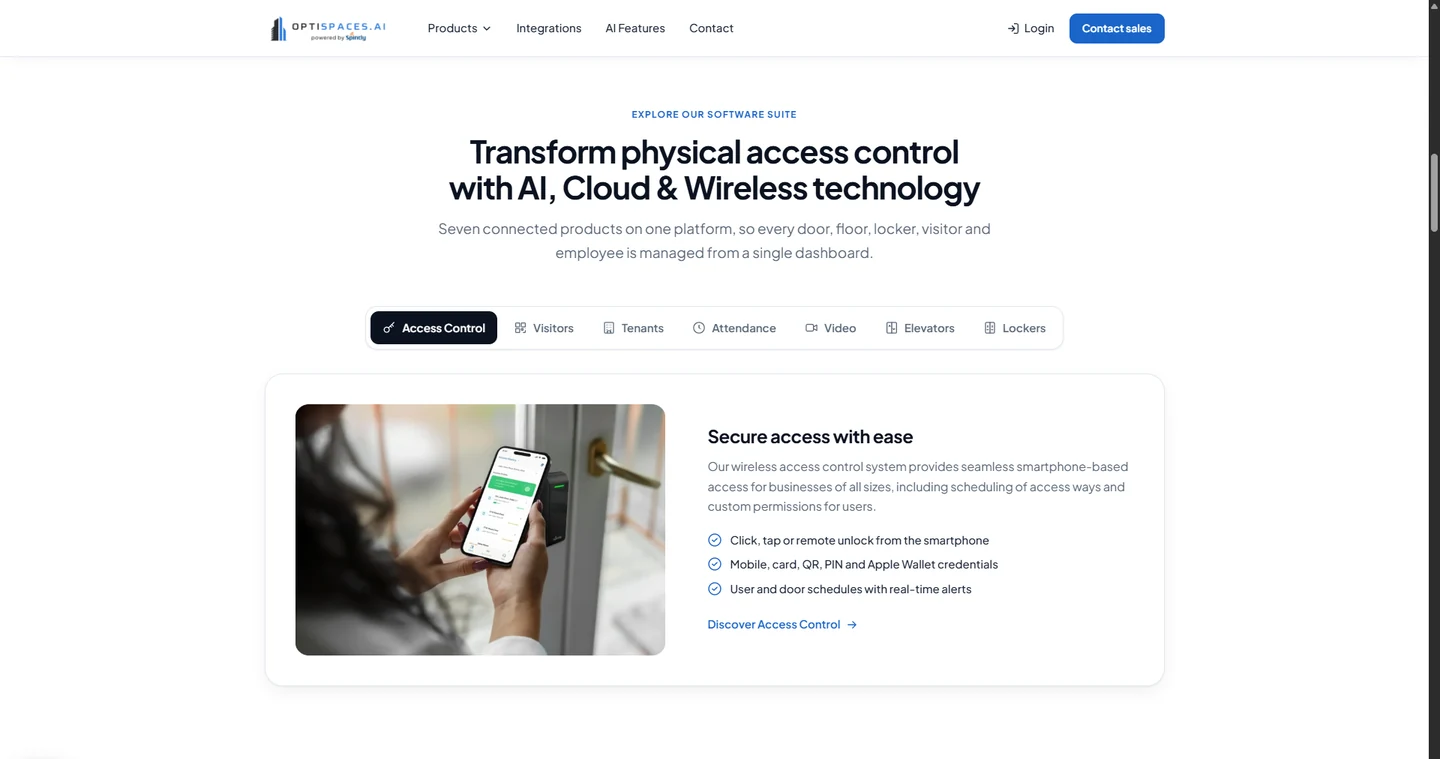 OPTISPACES.AI
powered by Spintly
Products
Integrations
AI Features
Contact
Login
Contact sales
EXPLORE OUR SOFTWARE SUITE
Transform physical access control
with AI, Cloud & Wireless technology
Seven connected products on one platform, so every door, floor, locker, visitor and
employee is managed from a single dashboard.
Access Control
Visitors
Tenants
Attendance
Video
Elevators
Lockers
Secure access with ease
Our wireless access control system provides seamless smartphone-based
access for businesses of all sizes, including scheduling of access ways and
custom permissions for users.
Click, tap or remote unlock from the smartphone
Mobile, card, QR, PIN and Apple Wallet credentials
User and door schedules with real-time alerts
Discover Access Control